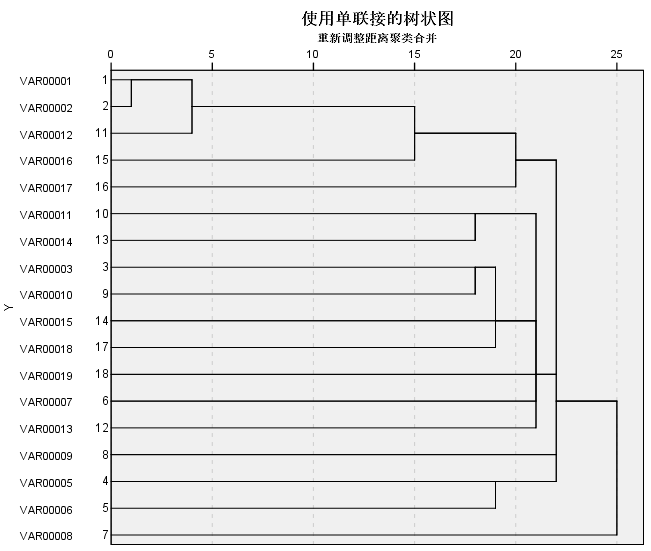 使用单联接的树状图
重新调整距离聚类合并
0 5 10 15 20 25
VAR00001 1
VAR00002 2
VAR00012 11
VAR00016 15
VAR00017 16
VAR00011 10
VAR00014 13
VAR00003 3
VAR00010 9
VAR00015 14
VAR00018 17
VAR00019 18
VAR00007 6
VAR00013 12
VAR00009 8
VAR00005 4
VAR00006 5
VAR00008 7
Y